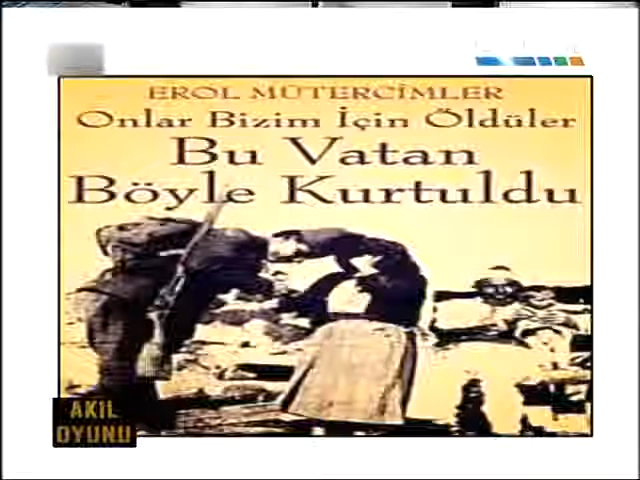 EROL MÜTERCİMLER
Onlar Bizim İçin Öldüler
Bu Vatan
Böyle Kurtuldu
AKIL
OYUNU